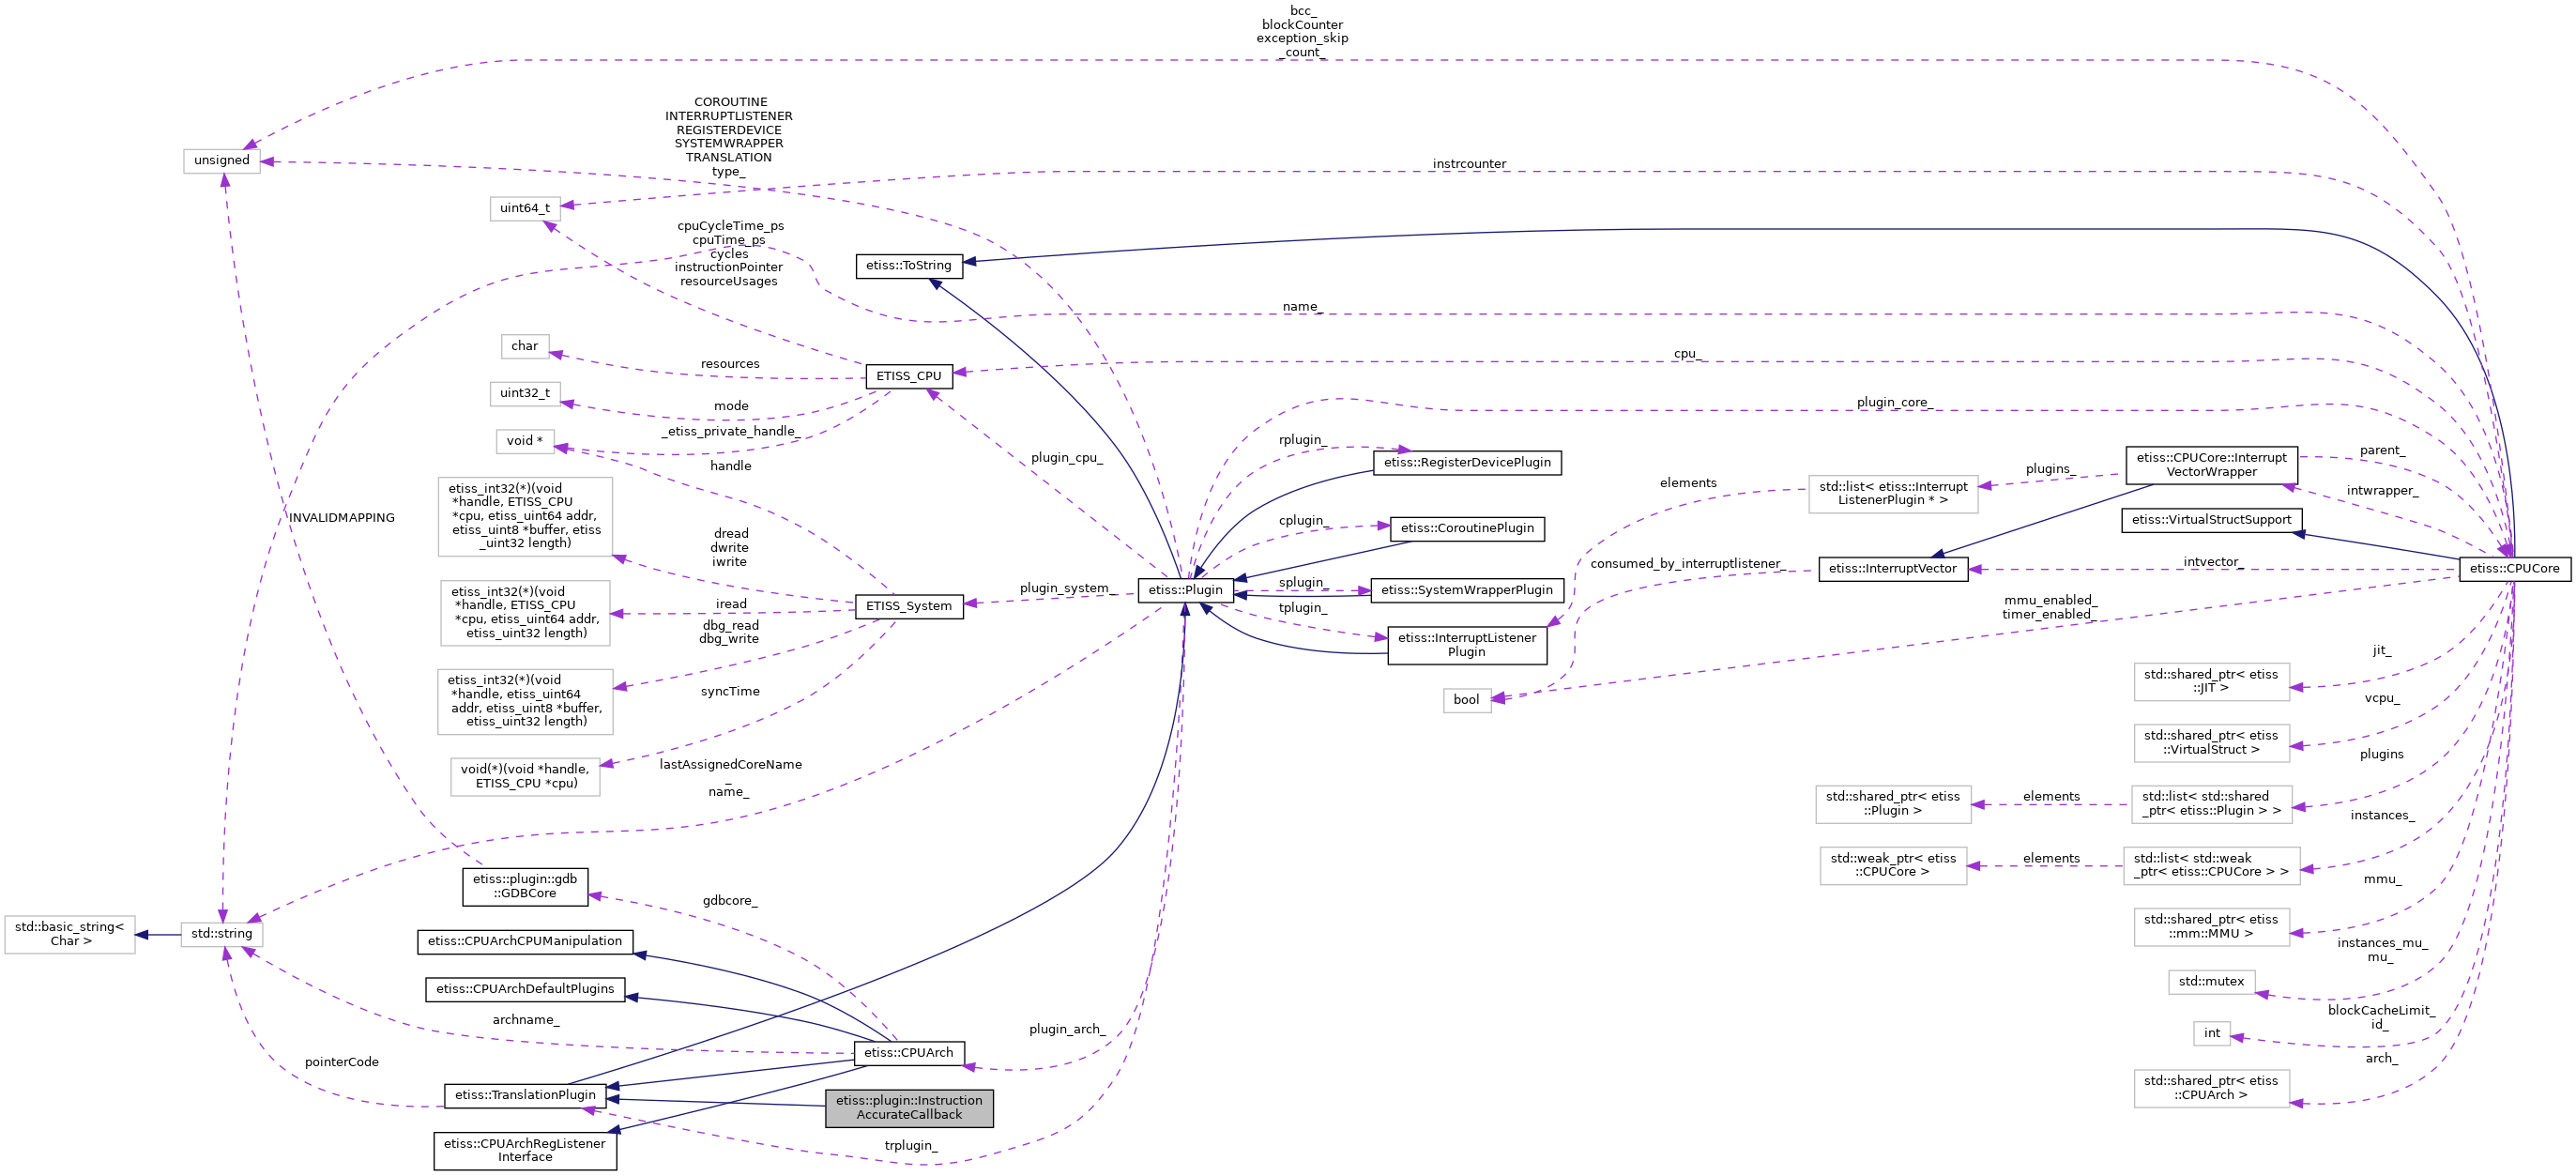 bcc_
blockCounter
exception_skip
_count_
COROUTINE
INTERRUPTLISTENER
REGISTERDEVICE
SYSTEMWRAPPER
TRANSLATION
type_
unsigned
instrcounter
uint64_t
cpuCycleTime_ps
cpuTime_ps
cycles
instructionPointer
resourceUsages
etiss::ToString
name_
char
resources
ETISS_CPU
cpu_
uint32_t
mode
plugin_core_
void *
_etiss_private_handle_
handle
plugin_cpu_
rplugin_
etiss::RegisterDevicePlugin
etiss::CPUCore::Interrupt
VectorWrapper
parent_
plugins_
intwrapper_
elements
std::list< etiss::Interrupt
ListenerPlugin * >
etiss_int32(*)(void
*handle, ETISS_CPU
*cpu, etiss_uint64 addr,
etiss_uint8 *buffer, etiss
_uint32 length)
INVALIDMAPPING
dread
dwrite
iwrite
cplugin_
etiss::CoroutinePlugin
etiss::VirtualStructSupport
consumed_by_interruptlistener_
etiss::InterruptVector
intvector_
etiss::CPUCore
etiss_int32(*)(void
*handle, ETISS_CPU
*cpu, etiss_uint64 addr,
etiss_uint32 length)
iread
ETISS_System
plugin_system_
etiss::Plugin
splugin_
etiss::SystemWrapperPlugin
tplugin_
etiss::InterruptListener
Plugin
mmu_enabled_
timer_enabled_
dbg_read
dbg_write
etiss_int32(*)(void
*handle, etiss_uint64
addr, etiss_uint8 *buffer,
etiss_uint32 length)
syncTime
bool
jit_
std::shared_ptr< etiss
::JIT >
vcpu_
std::shared_ptr< etiss
::VirtualStruct >
void(*)(void *handle,
ETISS_CPU *cpu)
lastAssignedCoreName
_
name_
plugins
std::shared_ptr< etiss
::Plugin >
elements
std::list< std::shared
_ptr< etiss::Plugin > >
instances_
std::weak_ptr< etiss
::CPUCore >
elements
std::list< std::weak
_ptr< etiss::CPUCore > >
etiss::plugin::gdb
::GDBCore
gdbcore_
mmu_
std::shared_ptr< etiss
::mm::MMU >
std::basic_string<
Char >
std::string
etiss::CPUArchCPUManipulation
instances_mu_
mu_
std::mutex
etiss::CPUArchDefaultPlugins
archname_
plugin_arch_
blockCacheLimit_
id_
int
etiss::CPUArch
pointerCode
arch_
etiss::TranslationPlugin
etiss::plugin::Instruction
AccurateCallback
std::shared_ptr< etiss
::CPUArch >
etiss::CPUArchRegListener
Interface
trplugin_